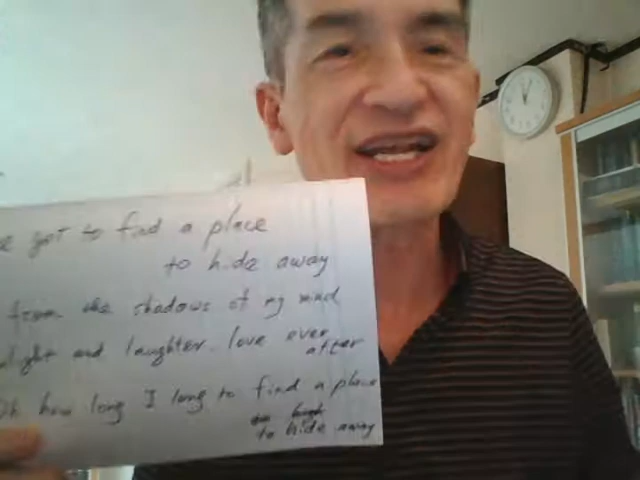 got to find a place
to hide away
from the shadows of my mind
and laughter. love ever
after
Oh how long I long to find a place
to hide away